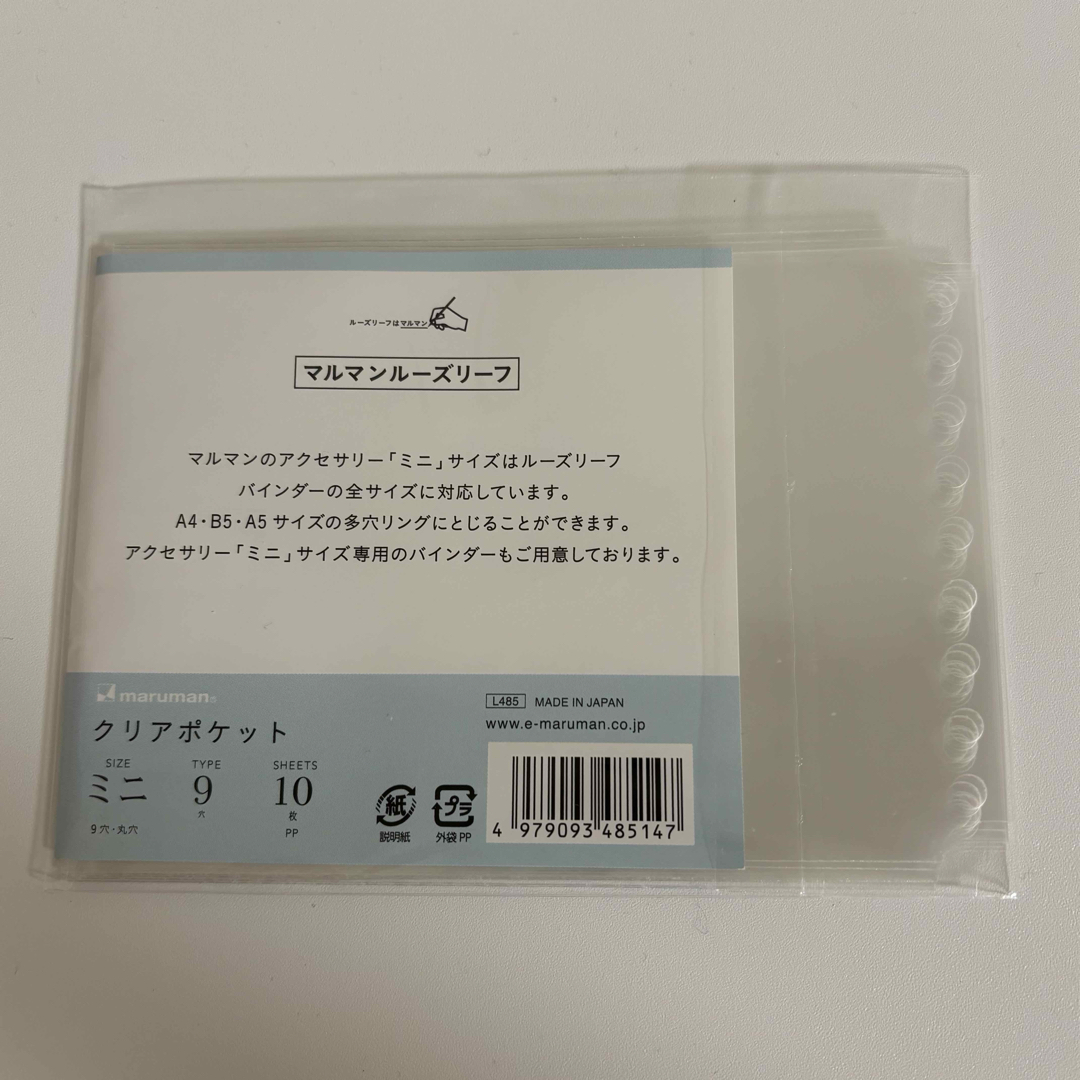 ルーズリーフはマルマン
マルマンルーズリーフ
マルマンのアクセサリー「ミニ」サイズはルーズリーフ
バインダーの全サイズに対応しています。
A4・B5・A5 サイズの多穴リングにとじることができます。
アクセサリー「ミニ」サイズ専用のバインダーもご用意しております。
maruman
クリアポケット
SIZE TYPE SHEETS
ミニ 9 10
穴 枚
9穴・丸穴 PP
L485 MADE IN JAPAN
www.e-maruman.co.jp
紙 プラ
説明紙 外袋 PP
4 979093 485147